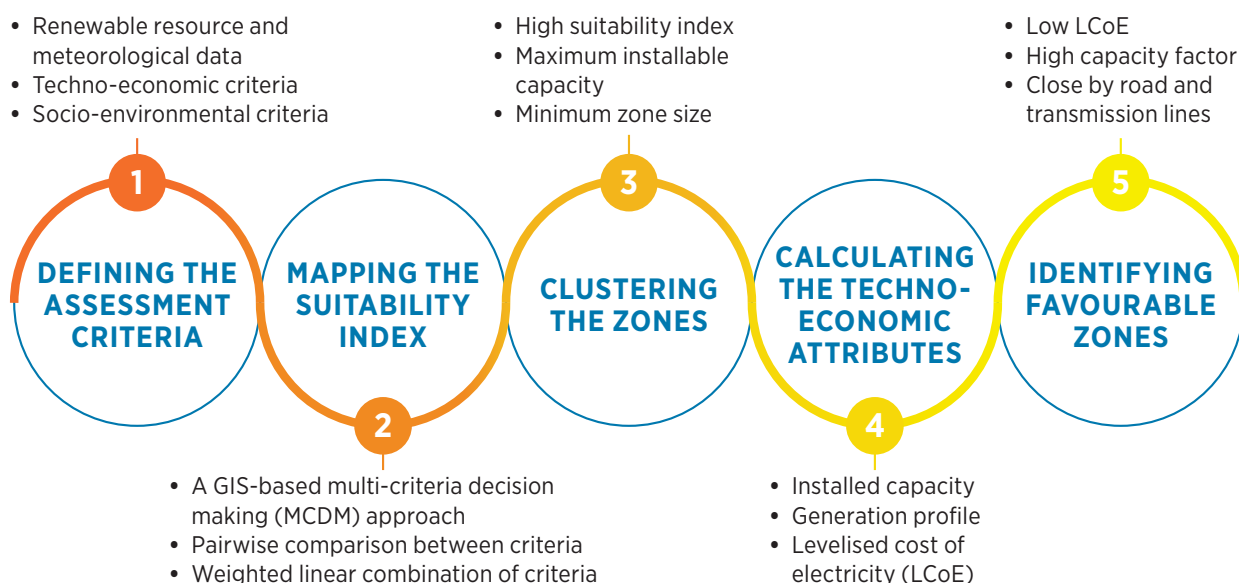 • Renewable resource and
meteorological data
• Techno-economic criteria
• Socio-environmental criteria
1
DEFINING THE
ASSESSMENT
CRITERIA
MAPPING THE
SUITABILITY
INDEX
2
• A GIS-based multi-criteria decision
making (MCDM) approach
• Pairwise comparison between criteria
• Weighted linear combination of criteria
• High suitability index
• Maximum installable
capacity
• Minimum zone size
3
CLUSTERING
THE ZONES
CALCULATING
THE TECHNO-
ECONOMIC
ATTRIBUTES
4
• Installed capacity
• Generation profile
• Levelised cost of
electricity (LCoE)
• Low LCoE
• High capacity factor
• Close by road and
transmission lines
5
IDENTIFYING
FAVOURABLE
ZONES